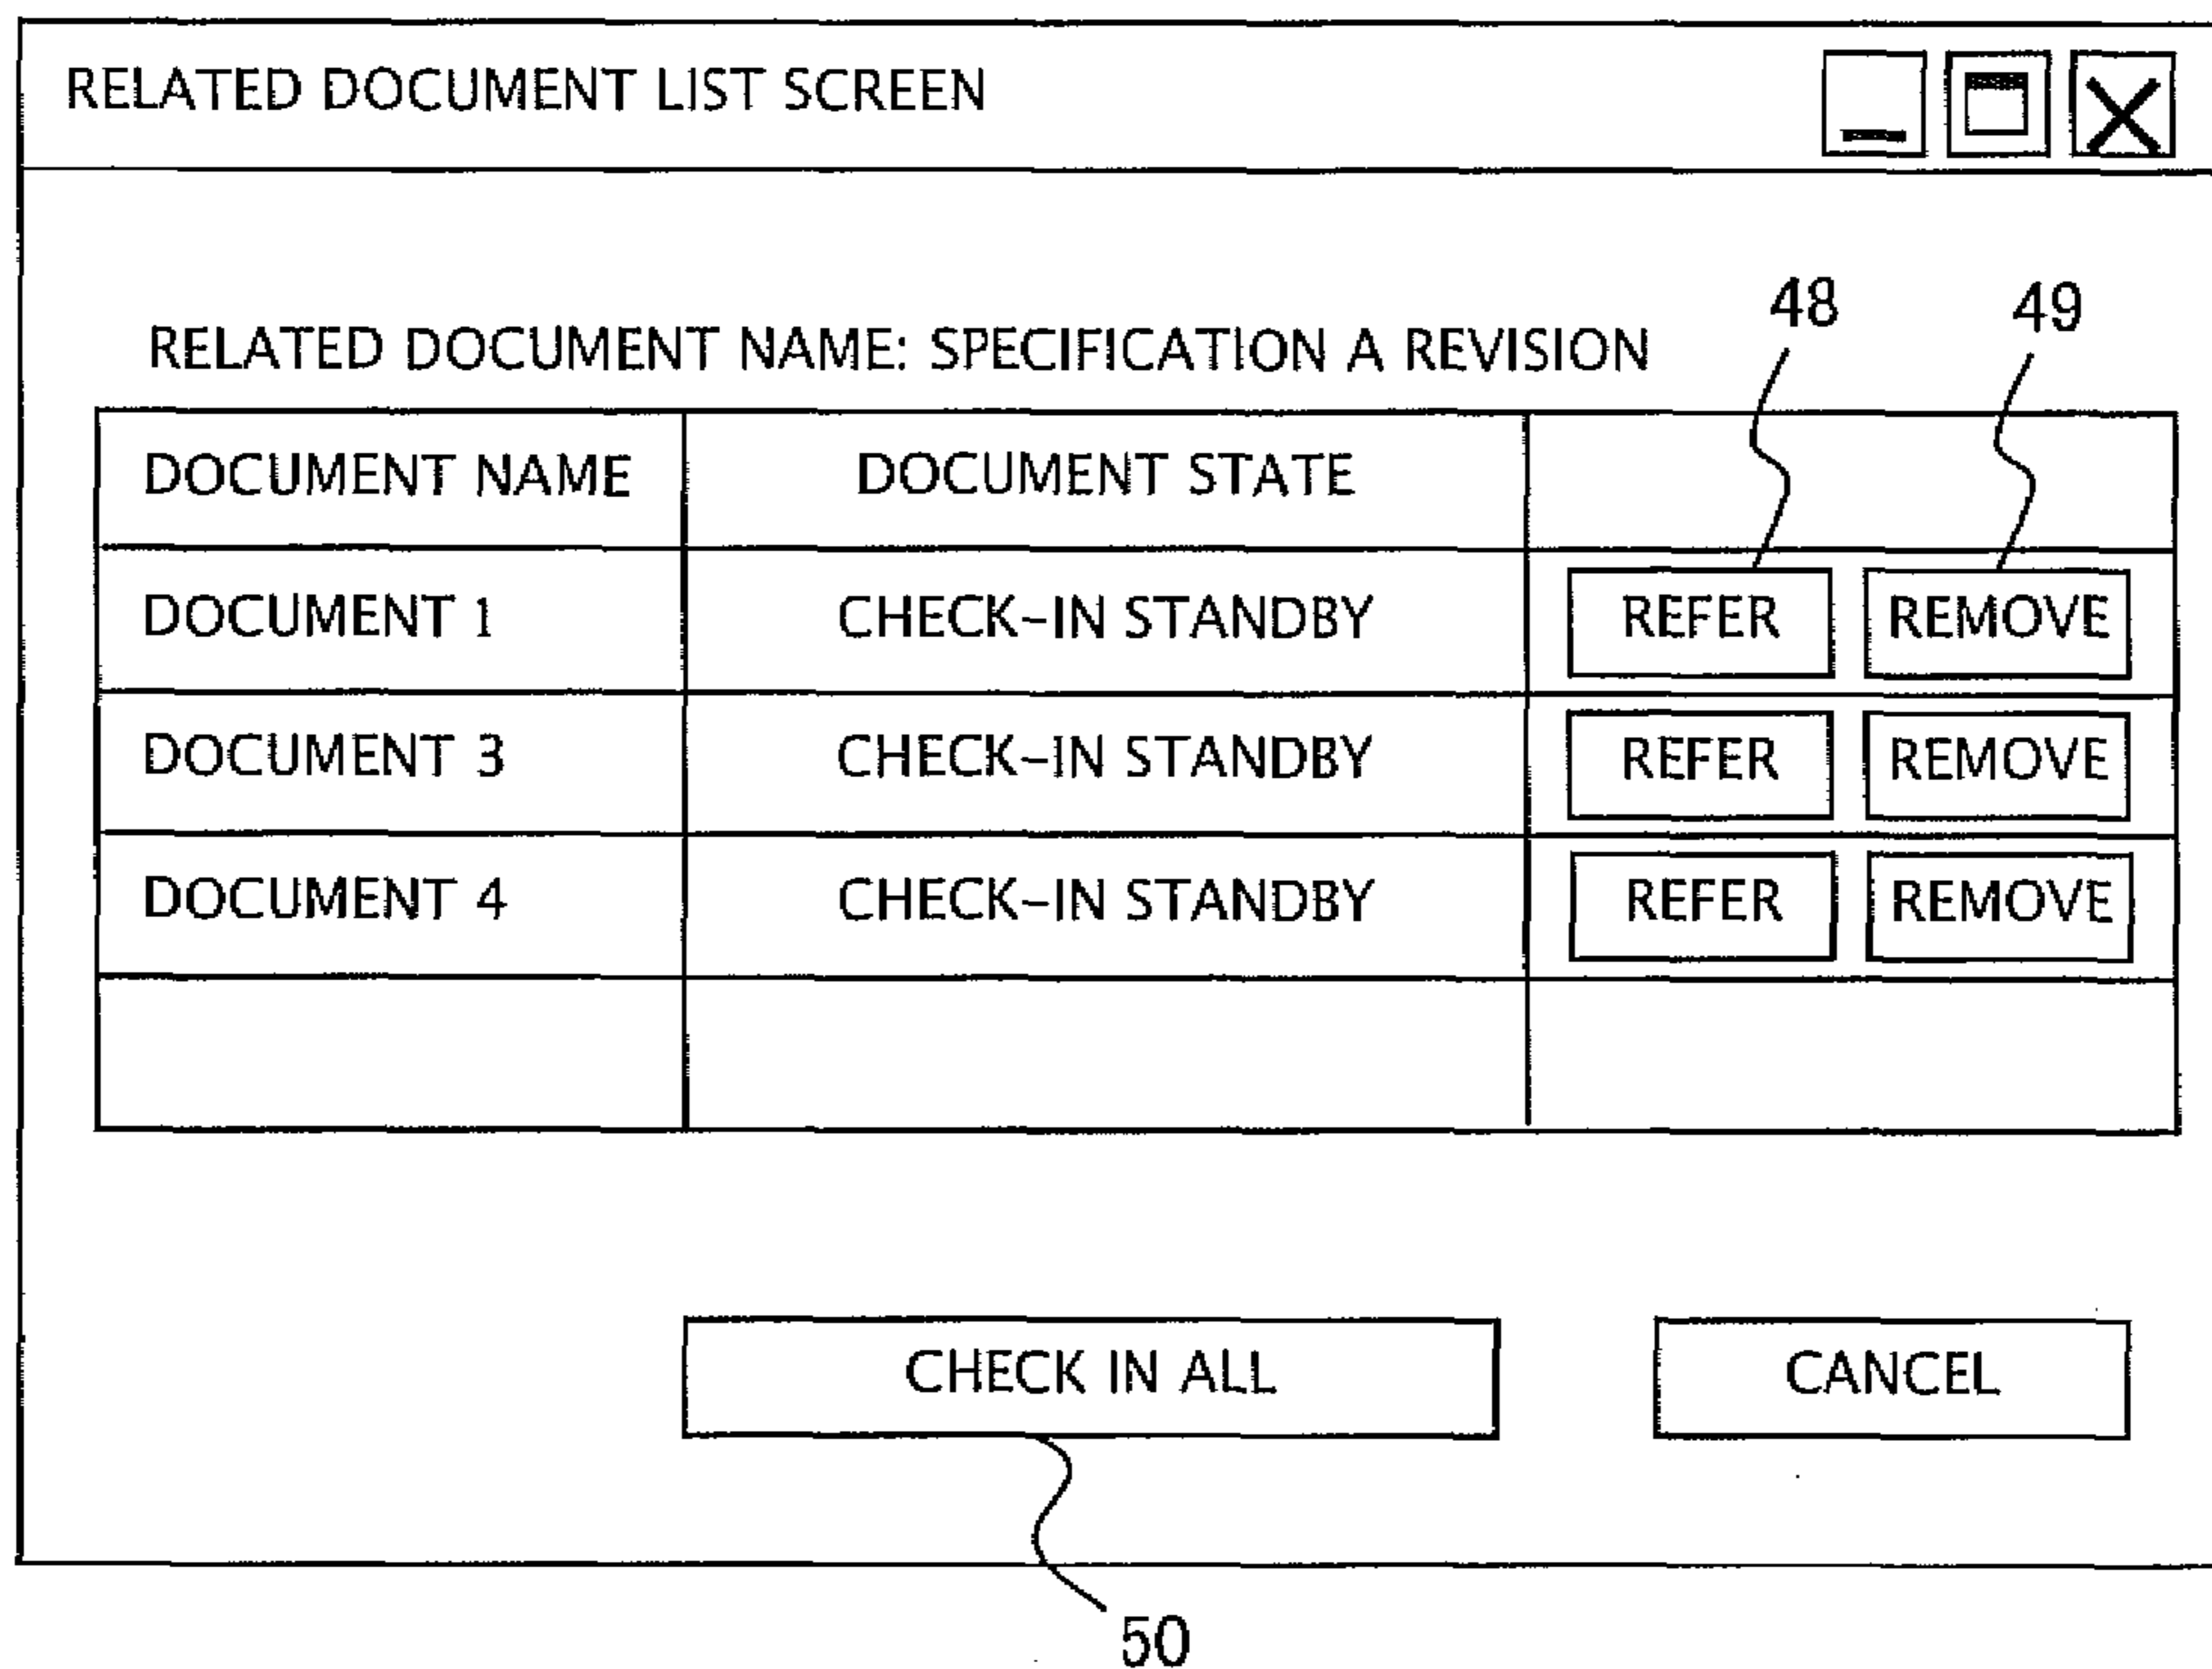 RELATED DOCUMENT LIST SCREEN
48 49
RELATED DOCUMENT NAME: SPECIFICATION A REVISION
DOCUMENT NAME DOCUMENT STATE
DOCUMENT 1 CHECK-IN STANDBY REFER REMOVE
DOCUMENT 3 CHECK-IN STANDBY REFER REMOVE
DOCUMENT 4 CHECK-IN STANDBY REFER REMOVE
CHECK IN ALL CANCEL
50